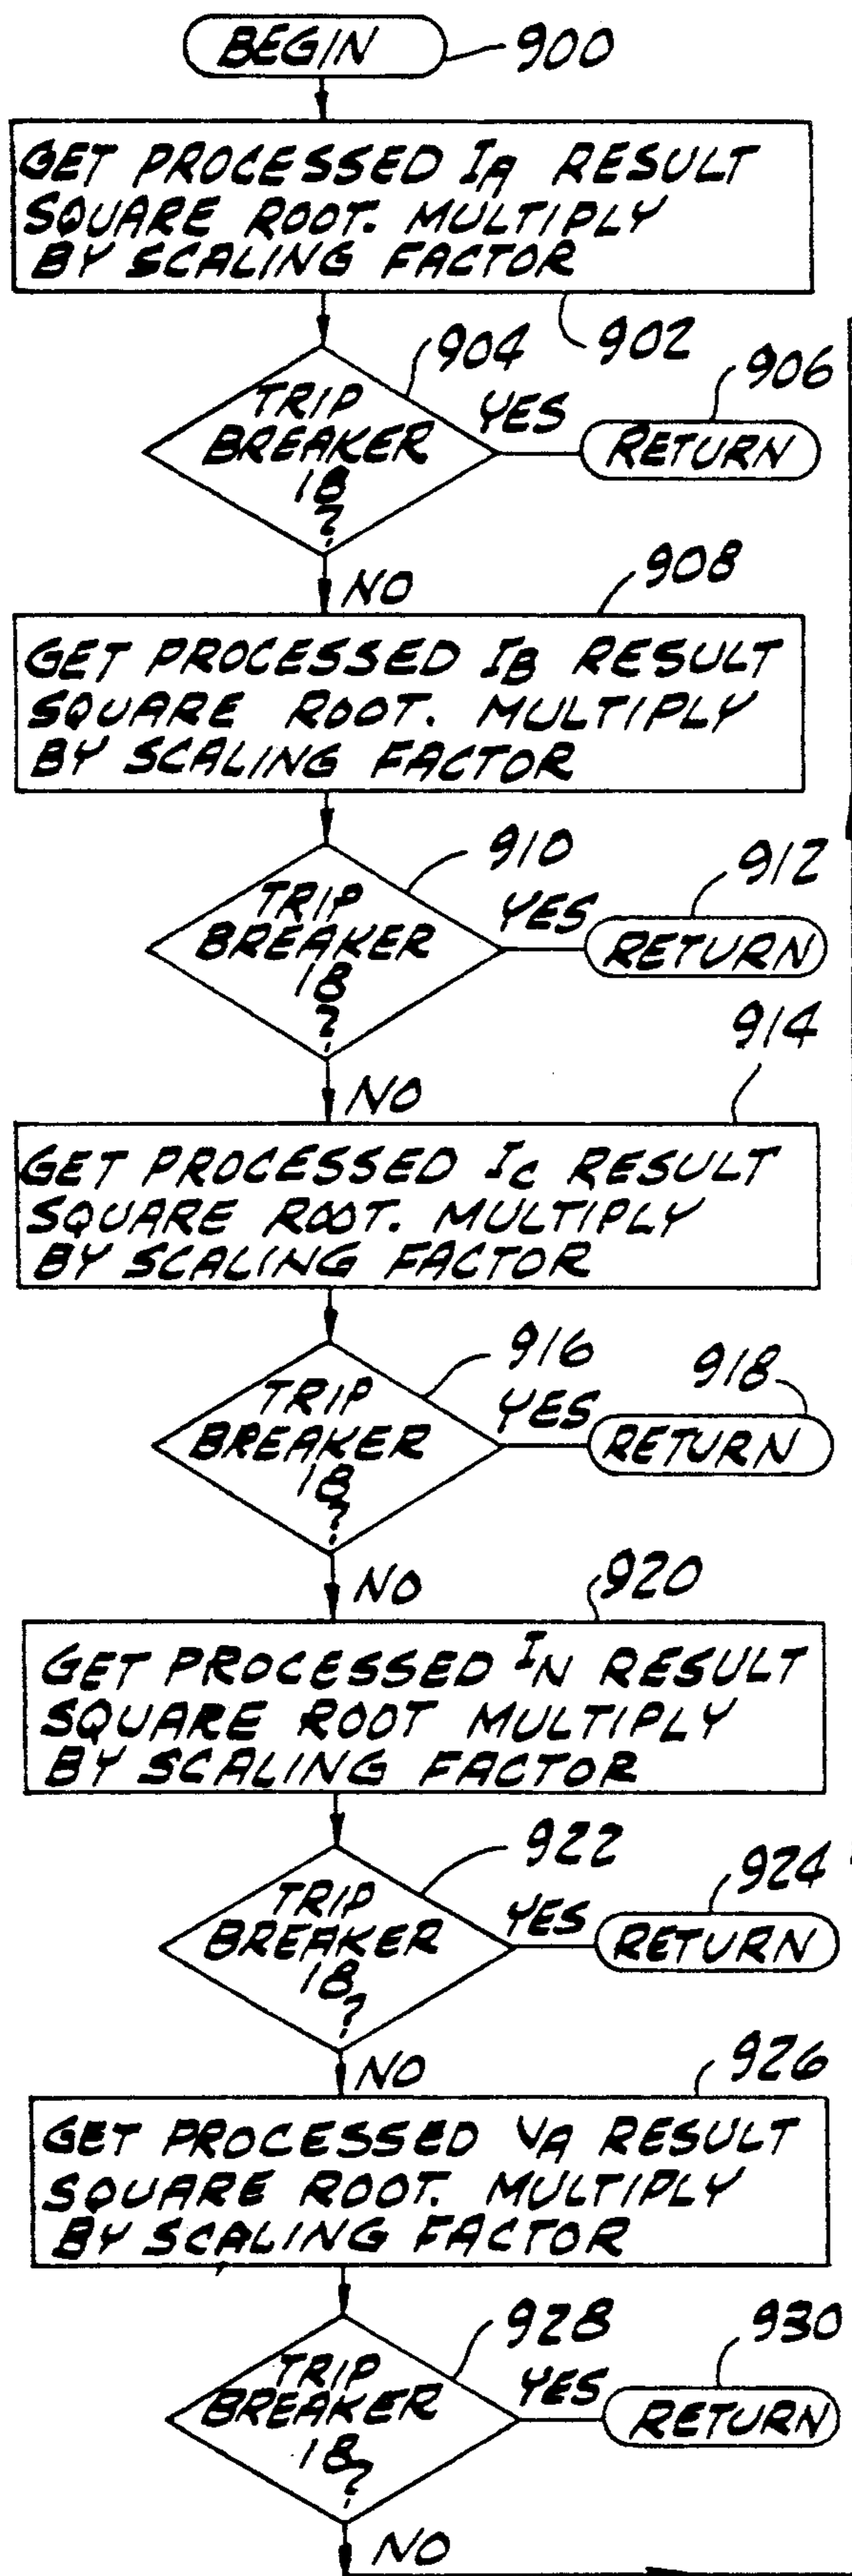 BEGIN
900
GET PROCESSED IA RESULT
SQUARE ROOT. MULTIPLY
BY SCALING FACTOR
902
904
TRIP
BREAKER
18
?
YES
906
RETURN
NO
908
GET PROCESSED IB RESULT
SQUARE ROOT. MULTIPLY
BY SCALING FACTOR
910
TRIP
BREAKER
18
?
YES
912
RETURN
NO
914
GET PROCESSED IC RESULT
SQUARE ROOT. MULTIPLY
BY SCALING FACTOR
916
TRIP
BREAKER
18
?
YES
918
RETURN
NO
920
GET PROCESSED IN RESULT
SQUARE ROOT MULTIPLY
BY SCALING FACTOR
922
TRIP
BREAKER
18
?
YES
924
RETURN
NO
926
GET PROCESSED VA RESULT
SQUARE ROOT. MULTIPLY
BY SCALING FACTOR
928
TRIP
BREAKER
18
?
YES
930
RETURN
NO